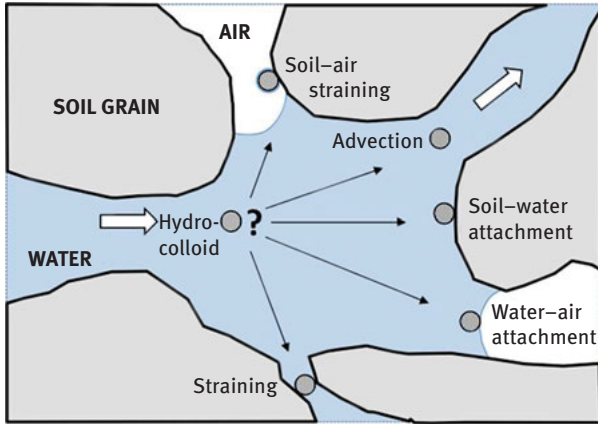 AIR
Soil–air
straining
SOIL GRAIN
Advection
Hydro-
colloid
?
Soil–water
attachment
WATER
Water–air
attachment
Straining